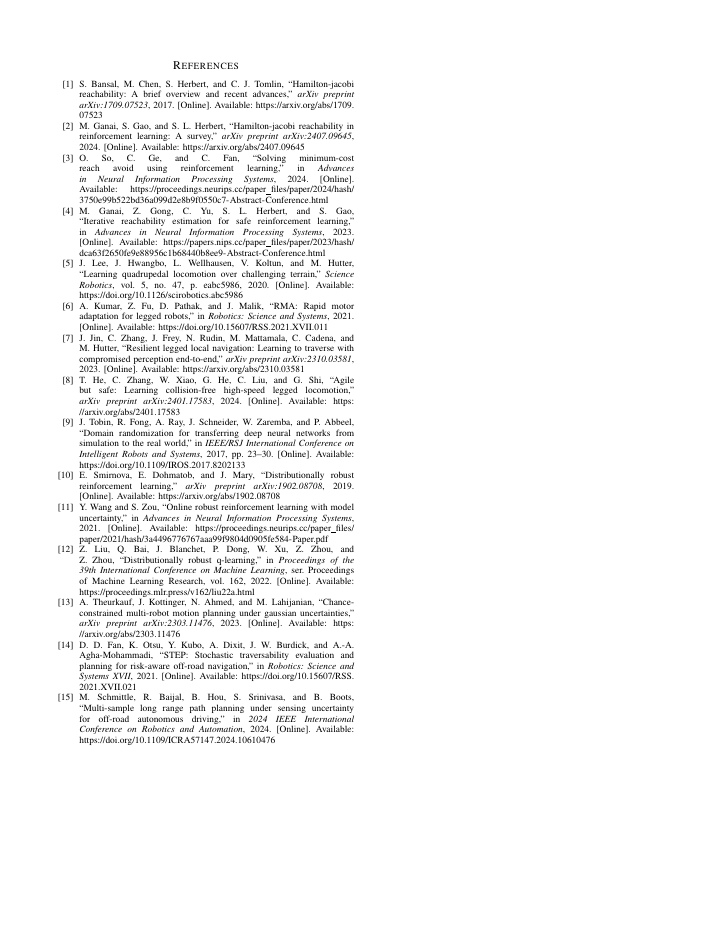 REFERENCES
[1] S. Bansal, M. Chen, S. Herbert, and C. J. Tomlin, “Hamilton-jacobi
reachability: A brief overview and recent advances,” arXiv preprint
arXiv:1709.07523, 2017. [Online]. Available: https://arxiv.org/abs/1709.
07523
[2] M. Ganai, S. Gao, and S. L. Herbert, “Hamilton-jacobi reachability in
reinforcement learning: A survey,” arXiv preprint arXiv:2407.09645,
2024. [Online]. Available: https://arxiv.org/abs/2407.09645
[3] O. So, C. Ge, and C. Fan, “Solving minimum-cost
reach avoid using reinforcement learning,” in Advances
in Neural Information Processing Systems, 2024. [Online].
Available: https://proceedings.neurips.cc/paper_files/paper/2024/hash/
3750e99b522bd36a099d2e8b9f0550c7-Abstract-Conference.html
[4] M. Ganai, Z. Gong, C. Yu, S. L. Herbert, and S. Gao,
“Iterative reachability estimation for safe reinforcement learning,”
in Advances in Neural Information Processing Systems, 2023.
[Online]. Available: https://papers.nips.cc/paper_files/paper/2023/hash/
dca63f2650fe9e88956c1b68440b8ee9-Abstract-Conference.html
[5] J. Lee, J. Hwangbo, L. Wellhausen, V. Koltun, and M. Hutter,
“Learning quadrupedal locomotion over challenging terrain,” Science
Robotics, vol. 5, no. 47, p. eabc5986, 2020. [Online]. Available:
https://doi.org/10.1126/scirobotics.abc5986
[6] A. Kumar, Z. Fu, D. Pathak, and J. Malik, “RMA: Rapid motor
adaptation for legged robots,” in Robotics: Science and Systems, 2021.
[Online]. Available: https://doi.org/10.15607/RSS.2021.XVII.011
[7] J. Jin, C. Zhang, J. Frey, N. Rudin, M. Mattamala, C. Cadena, and
M. Hutter, “Resilient legged local navigation: Learning to traverse with
compromised perception end-to-end,” arXiv preprint arXiv:2310.03581,
2023. [Online]. Available: https://arxiv.org/abs/2310.03581
[8] T. He, C. Zhang, W. Xiao, G. He, C. Liu, and G. Shi, “Agile
but safe: Learning collision-free high-speed legged locomotion,”
arXiv preprint arXiv:2401.17583, 2024. [Online]. Available: https:
//arxiv.org/abs/2401.17583
[9] J. Tobin, R. Fong, A. Ray, J. Schneider, W. Zaremba, and P. Abbeel,
“Domain randomization for transferring deep neural networks from
simulation to the real world,” in IEEE/RSJ International Conference on
Intelligent Robots and Systems, 2017, pp. 23–30. [Online]. Available:
https://doi.org/10.1109/IROS.2017.8202133
[10] E. Smirnova, E. Dohmatob, and J. Mary, “Distributionally robust
reinforcement learning,” arXiv preprint arXiv:1902.08708, 2019.
[Online]. Available: https://arxiv.org/abs/1902.08708
[11] Y. Wang and S. Zou, “Online robust reinforcement learning with model
uncertainty,” in Advances in Neural Information Processing Systems,
2021. [Online]. Available: https://proceedings.neurips.cc/paper_files/
paper/2021/hash/3a4496776767aaa99f9804d0905fe584-Paper.pdf
[12] Z. Liu, Q. Bai, J. Blanchet, P. Dong, W. Xu, Z. Zhou, and
Z. Zhou, “Distributionally robust q-learning,” in Proceedings of the
39th International Conference on Machine Learning, ser. Proceedings
of Machine Learning Research, vol. 162, 2022. [Online]. Available:
https://proceedings.mlr.press/v162/liu22a.html
[13] A. Theurkauf, J. Kottinger, N. Ahmed, and M. Lahijanian, “Chance-
constrained multi-robot motion planning under gaussian uncertainties,”
arXiv preprint arXiv:2303.11476, 2023. [Online]. Available: https:
//arxiv.org/abs/2303.11476
[14] D. D. Fan, K. Otsu, Y. Kubo, A. Dixit, J. W. Burdick, and A.-A.
Agha-Mohammadi, “STEP: Stochastic traversability evaluation and
planning for risk-aware off-road navigation,” in Robotics: Science and
Systems XVII, 2021. [Online]. Available: https://doi.org/10.15607/RSS.
2021.XVII.021
[15] M. Schmittle, R. Baijal, B. Hou, S. Srinivasa, and B. Boots,
“Multi-sample long range path planning under sensing uncertainty
for off-road autonomous driving,” in 2024 IEEE International
Conference on Robotics and Automation, 2024. [Online]. Available:
https://doi.org/10.1109/ICRA57147.2024.10610476